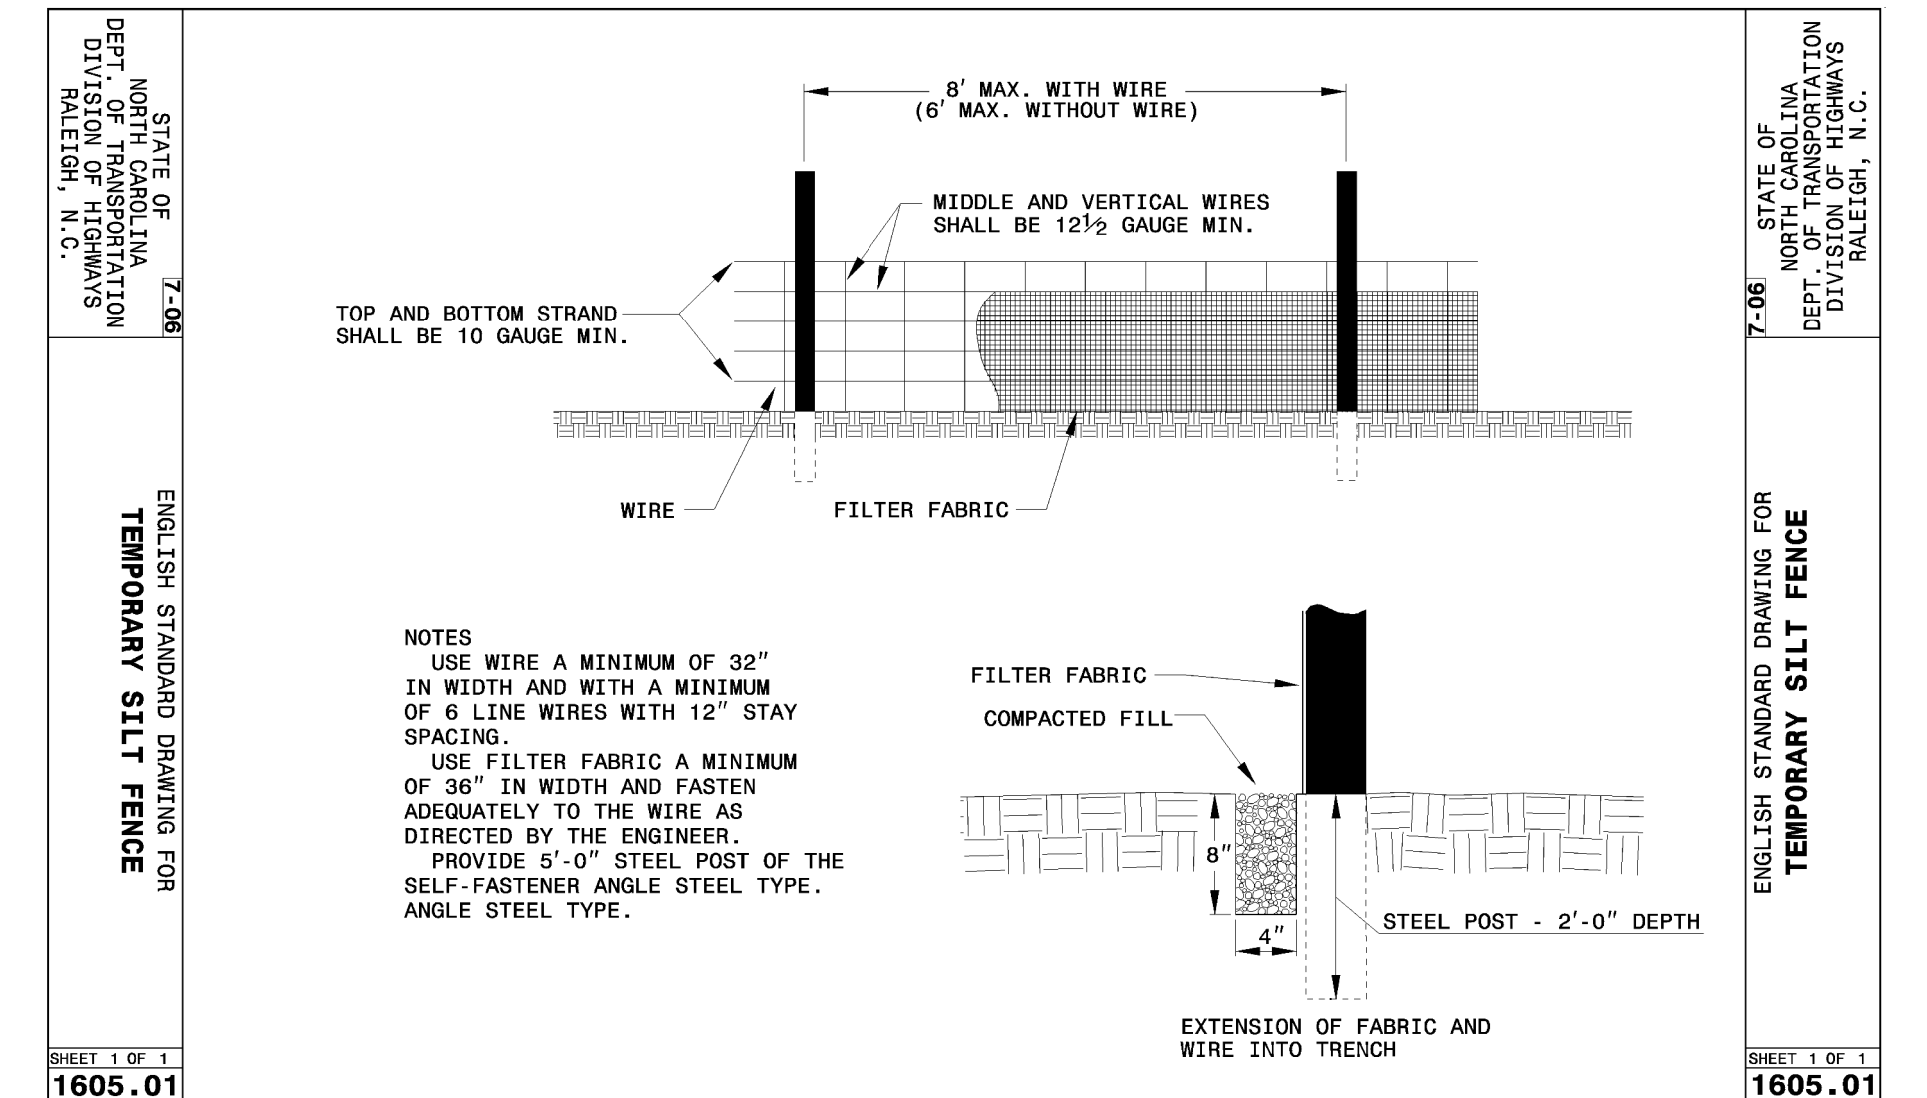 STATE OF
NORTH CAROLINA
DEPT. OF TRANSPORTATION
DIVISION OF HIGHWAYS
RALEIGH, N.C.
7-06
ENGLISH STANDARD DRAWING FOR
TEMPORARY SILT FENCE
SHEET 1 OF 1
1605.01
8' MAX. WITH WIRE
(6' MAX. WITHOUT WIRE)
MIDDLE AND VERTICAL WIRES
SHALL BE 12½ GAUGE MIN.
TOP AND BOTTOM STRAND
SHALL BE 10 GAUGE MIN.
WIRE
FILTER FABRIC
NOTES
USE WIRE A MINIMUM OF 32"
IN WIDTH AND WITH A MINIMUM
OF 6 LINE WIRES WITH 12" STAY
SPACING.
USE FILTER FABRIC A MINIMUM
OF 36" IN WIDTH AND FASTEN
ADEQUATELY TO THE WIRE AS
DIRECTED BY THE ENGINEER.
PROVIDE 5'-0" STEEL POST OF THE
SELF-FASTENER ANGLE STEEL TYPE.
ANGLE STEEL TYPE.
FILTER FABRIC
COMPACTED FILL
8"
4"
STEEL POST - 2'-0" DEPTH
EXTENSION OF FABRIC AND
WIRE INTO TRENCH
STATE OF
NORTH CAROLINA
DEPT. OF TRANSPORTATION
DIVISION OF HIGHWAYS
RALEIGH, N.C.
7-06
ENGLISH STANDARD DRAWING FOR
TEMPORARY SILT FENCE
SHEET 1 OF 1
1605.01